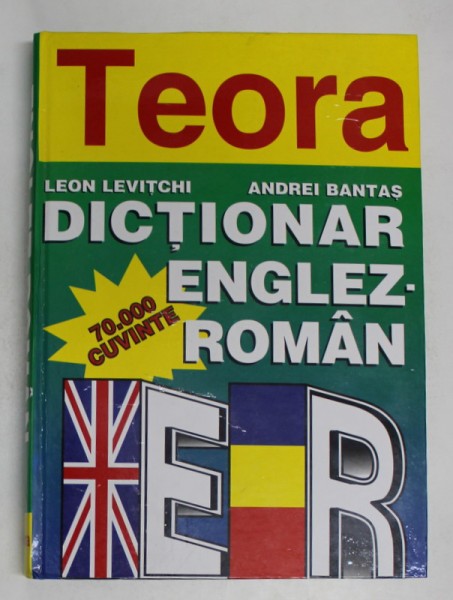 Teora
LEON LEVIȚCHI ANDREI BANTAȘ
DICȚIONAR
ENGLEZ-
ROMÂN
70.000
CUVINTE
E R